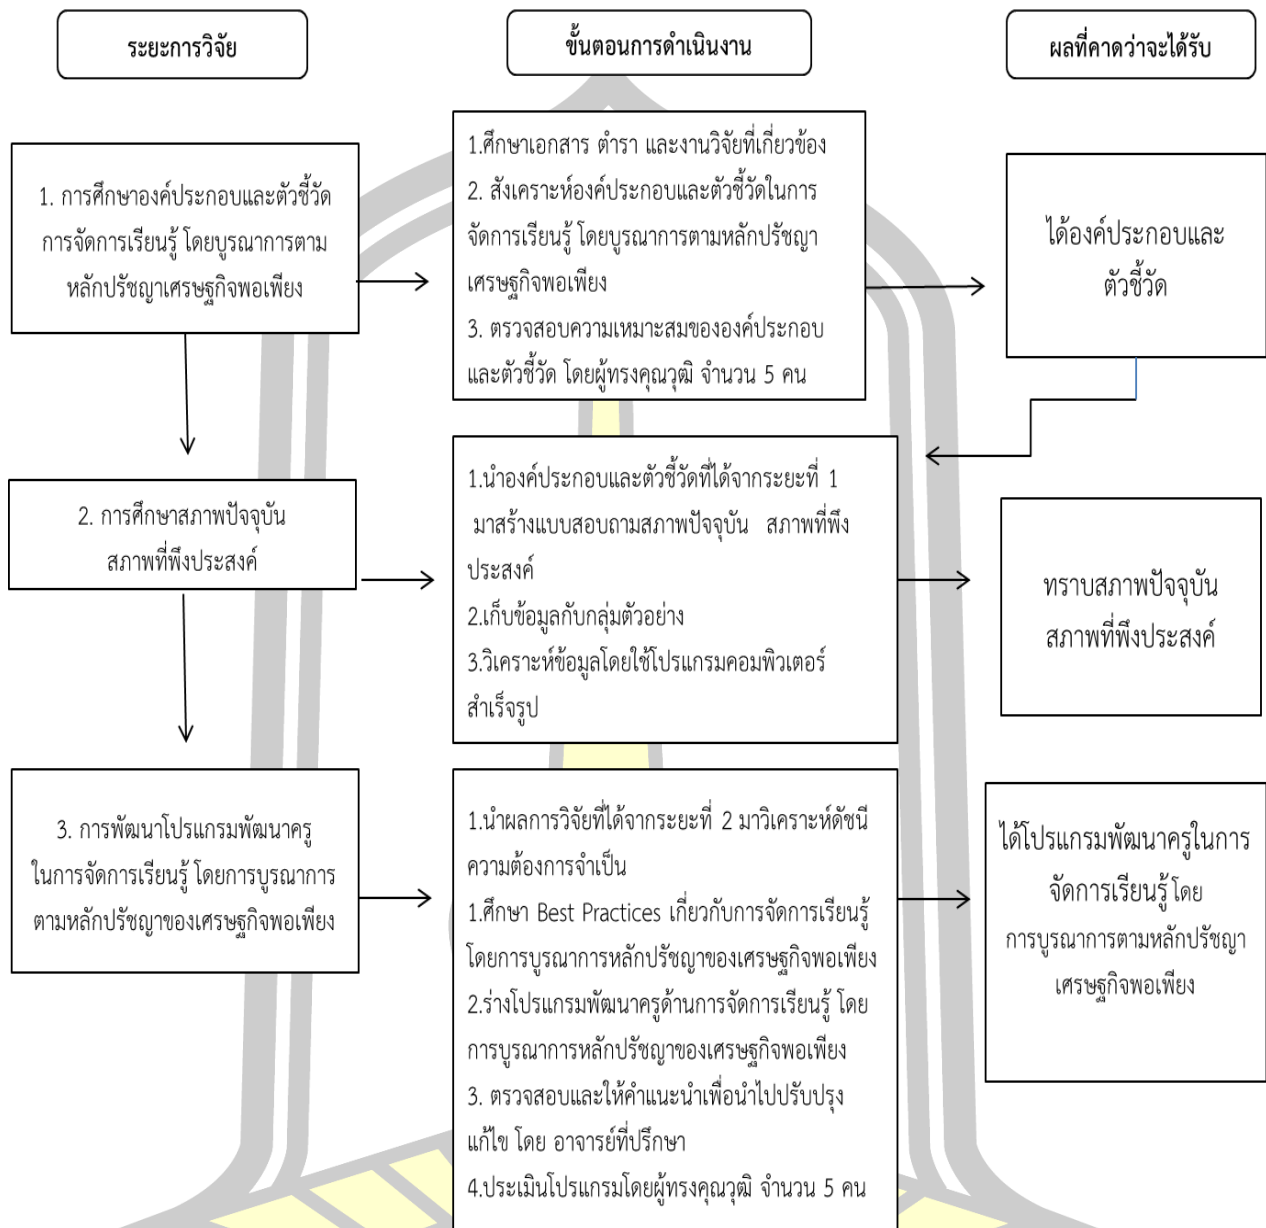 ระยะการวิจัย
ขั้นตอนการดำเนินงาน
ผลที่คาดว่าจะได้รับ
1. การศึกษาองค์ประกอบและตัวชี้วัด
การจัดการเรียนรู้ โดยบูรณาการตาม
หลักปรัชญาเศรษฐกิจพอเพียง
1.ศึกษาเอกสาร ตำรา และงานวิจัยที่เกี่ยวข้อง
2. สังเคราะห์องค์ประกอบและตัวชี้วัดในการ
จัดการเรียนรู้ โดยบูรณาการตามหลักปรัชญา
เศรษฐกิจพอเพียง
3. ตรวจสอบความเหมาะสมขององค์ประกอบ
และตัวชี้วัด โดยผู้ทรงคุณวุฒิ จำนวน 5 คน
ได้องค์ประกอบและ
ตัวชี้วัด
2. การศึกษาสภาพปัจจุบัน
สภาพที่พึงประสงค์
1.นำองค์ประกอบและตัวชี้วัดที่ได้จากระยะที่ 1
มาสร้างแบบสอบถามสภาพปัจจุบัน สภาพที่พึง
ประสงค์
2.เก็บข้อมูลกับกลุ่มตัวอย่าง
3.วิเคราะห์ข้อมูลโดยใช้โปรแกรมคอมพิวเตอร์
สำเร็จรูป
ทราบสภาพปัจจุบัน
สภาพที่พึงประสงค์
3. การพัฒนาโปรแกรมพัฒนาครู
ในการจัดการเรียนรู้ โดยการบูรณาการ
ตามหลักปรัชญาของเศรษฐกิจพอเพียง
1.นำผลการวิจัยที่ได้จากระยะที่ 2 มาวิเคราะห์ดัชนี
ความต้องการจำเป็น
1.ศึกษา Best Practices เกี่ยวกับการจัดการเรียนรู้
โดยการบูรณาการหลักปรัชญาของเศรษฐกิจพอเพียง
2.ร่างโปรแกรมพัฒนาครูด้านการจัดการเรียนรู้ โดย
การบูรณาการหลักปรัชญาของเศรษฐกิจพอเพียง
3. ตรวจสอบและให้คำแนะนำเพื่อนำไปปรับปรุง
แก้ไข โดย อาจารย์ที่ปรึกษา
4.ประเมินโปรแกรมโดยผู้ทรงคุณวุฒิ จำนวน 5 คน
ได้โปรแกรมพัฒนาครูในการ
จัดการเรียนรู้ โดย
การบูรณาการตามหลักปรัชญา
เศรษฐกิจพอเพียง